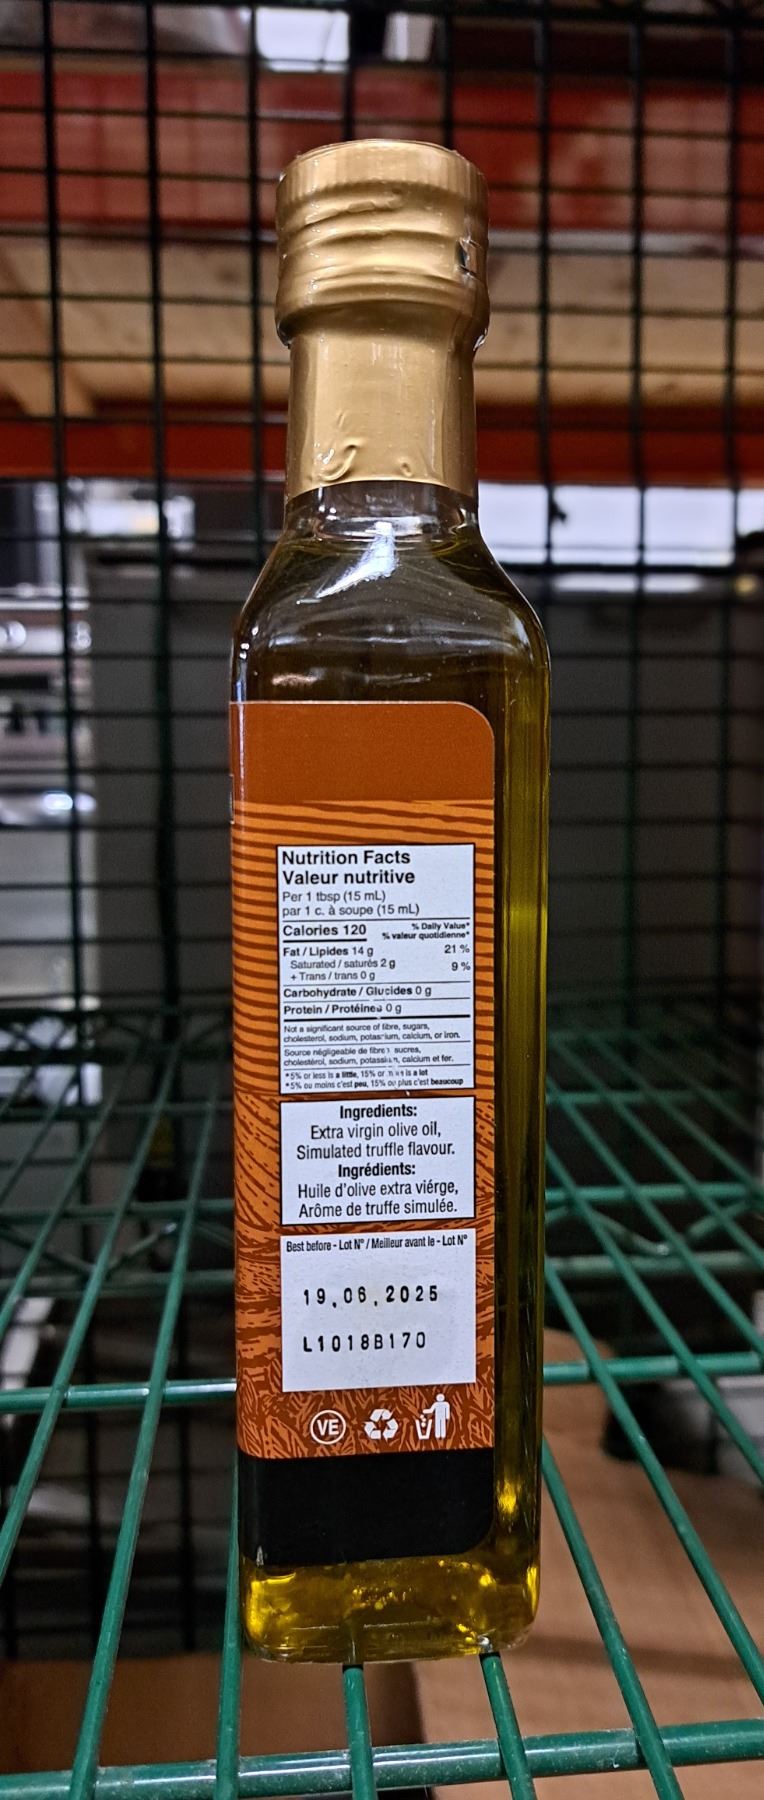 Nutrition Facts
Valeur nutritive
Per 1 tbsp (15 mL)
par 1 c. à soupe (15 mL)
Calories 120
% Daily Value*
% valeur quotidienne*
Fat / Lipides 14 g 21 %
Saturated / saturés 2 g 9 %
+ Trans / trans 0 g
Carbohydrate / Glucides 0 g
Protein / Protéines 0 g
Not a significant source of fibre, sugars,
cholesterol, sodium, potassium, calcium, or iron.
Source négligeable de fibres sucres,
cholestérol, sodium, potassium, calcium et fer.
*5% or less is a little, 15% or is a lot
*5% ou moins c'est peu, 15% ou plus c'est beaucoup
Ingredients:
Extra virgin olive oil,
Simulated truffle flavour.
Ingrédients:
Huile d'olive extra viérge,
Arôme de truffe simulée.
Best before - Lot N° / Meilleur avant le - Lot N°
19.06.2025
L1018B170
VE